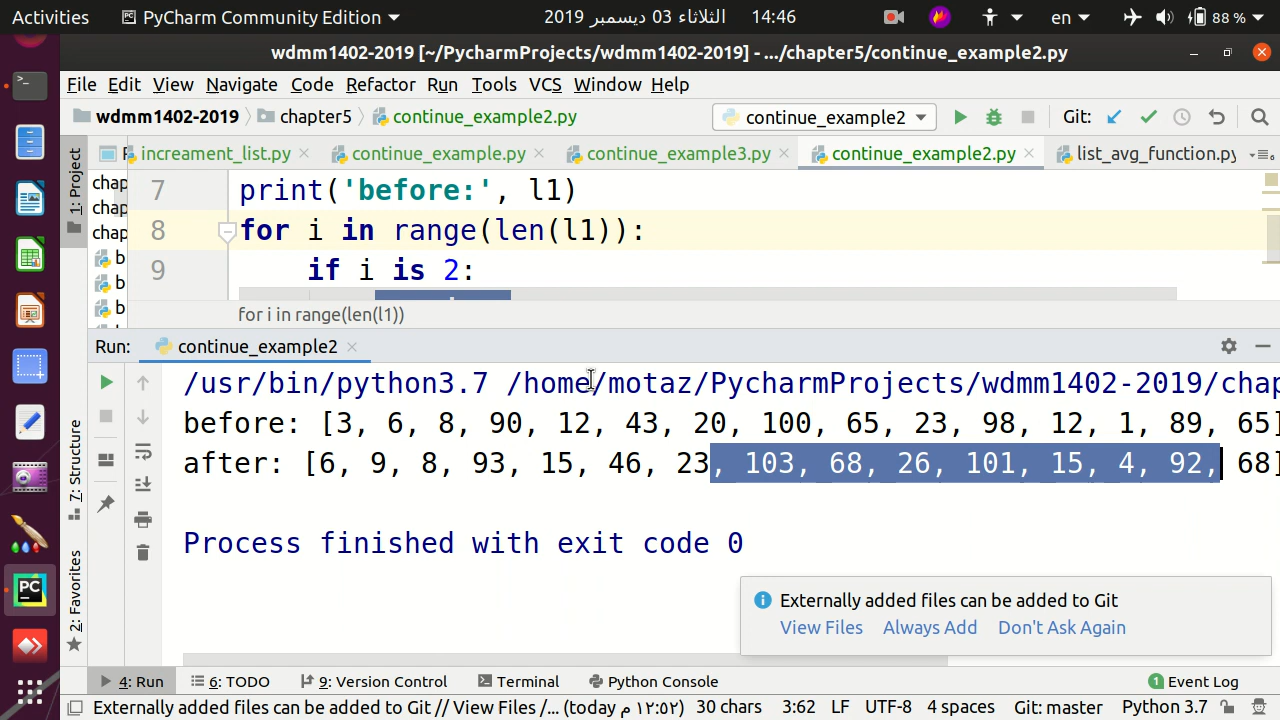 Activities PyCharm Community Edition الثلاثاء 03 ديسمبر 2019 14:46 en 88 %
wdmm1402-2019 [~/PycharmProjects/wdmm1402-2019] - .../chapter5/continue_example2.py
File Edit View Navigate Code Refactor Run Tools VCS Window Help
wdmm1402-2019 chapter5 continue_example2.py continue_example2 Git:
increament_list.py continue_example.py continue_example3.py continue_example2.py list_avg_function.py
1: Project
chap
chap
chap
b
b
b
7 print('before:', l1)
8 for i in range(len(l1)):
9 if i is 2:
for i in range(len(l1))
Run: continue_example2
/usr/bin/python3.7 /home/motaz/PycharmProjects/wdmm1402-2019/chap
before: [3, 6, 8, 90, 12, 43, 20, 100, 65, 23, 98, 12, 1, 89, 65]
after: [6, 9, 8, 93, 15, 46, 23, 103, 68, 26, 101, 15, 4, 92, 68]
Process finished with exit code 0
7: Structure
2: Favorites
Externally added files can be added to Git
View Files Always Add Don't Ask Again
4: Run 6: TODO 9: Version Control Terminal Python Console 1 Event Log
Externally added files can be added to Git // View Files /... (today م ١٢:٥٢) 30 chars 3:62 LF UTF-8 4 spaces Git: master Python 3.7